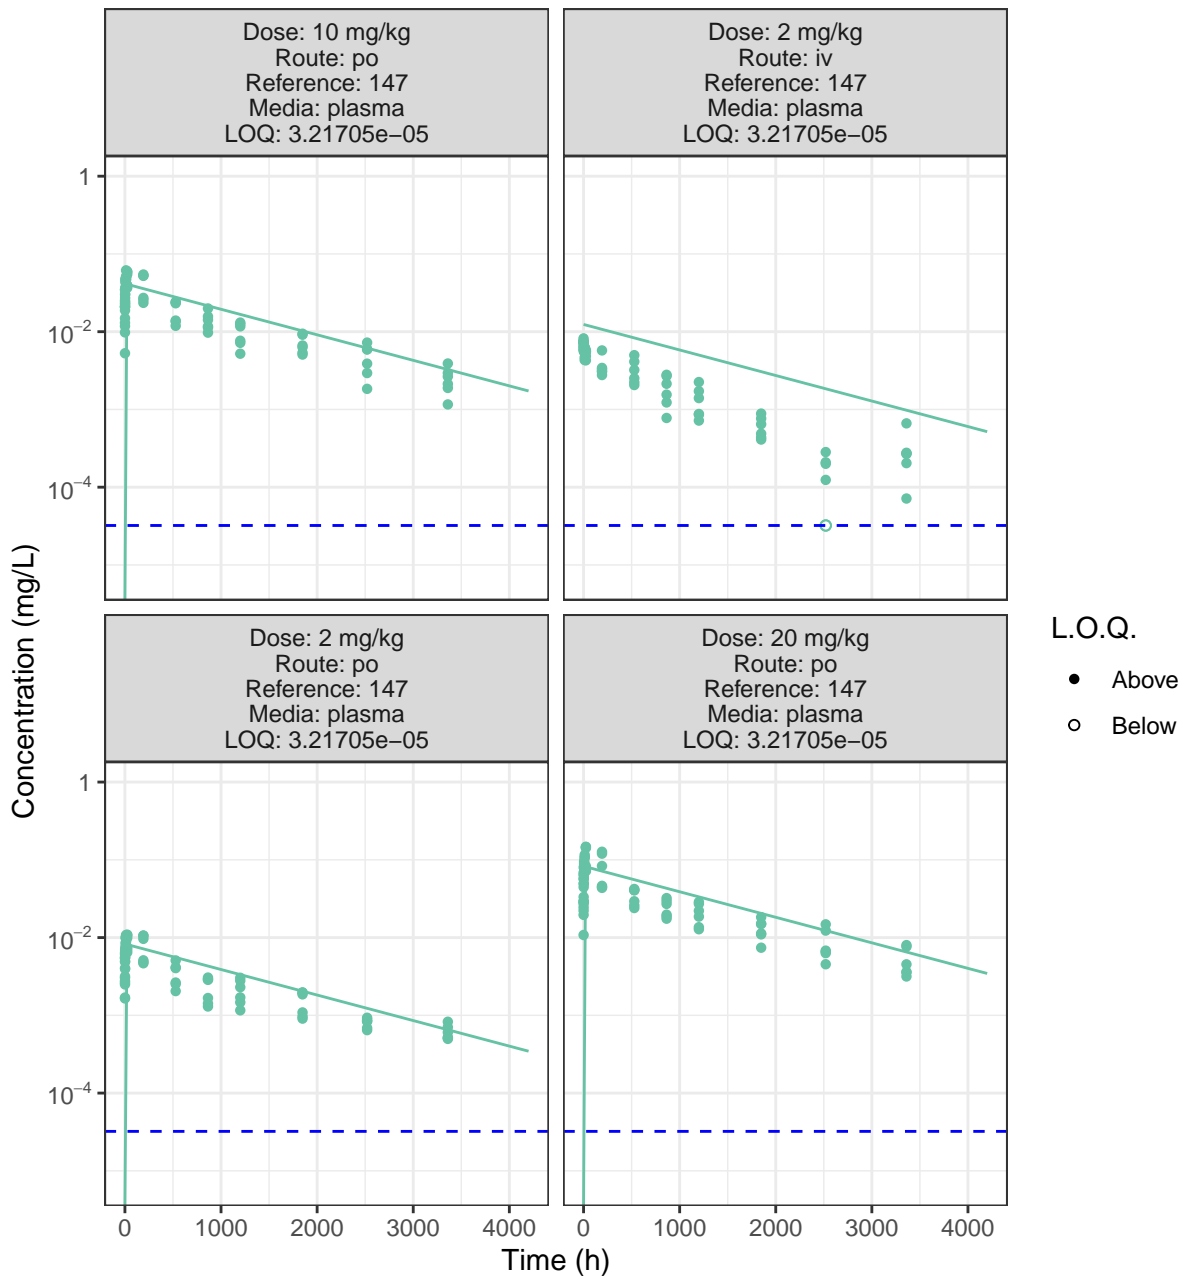 Dose: 10 mg/kg
Route: po
Reference: 147
Media: plasma
LOQ: 3.21705e−05
Dose: 2 mg/kg
Route: iv
Reference: 147
Media: plasma
LOQ: 3.21705e−05
1
10−2
10−4
Dose: 2 mg/kg
Route: po
Reference: 147
Media: plasma
LOQ: 3.21705e−05
Dose: 20 mg/kg
Route: po
Reference: 147
Media: plasma
LOQ: 3.21705e−05
1
10−2
10−4
0 1000 2000 3000 4000
0 1000 2000 3000 4000
Time (h)
Concentration (mg/L)
L.O.Q.
Above
Below